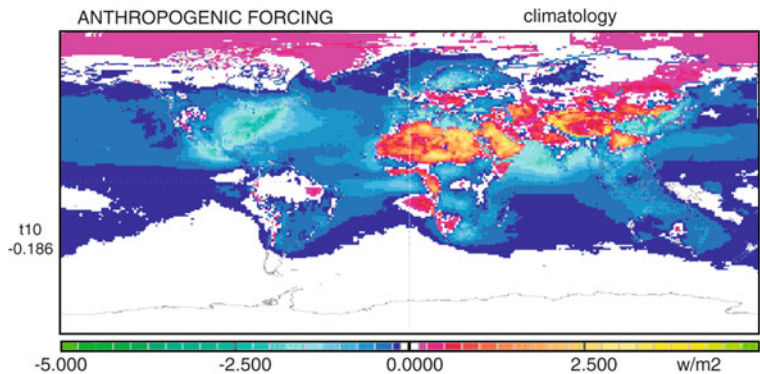 ANTHROPOGENIC FORCING climatology
t10
-0.186
-5.000 -2.500 0.0000 2.500 w/m2